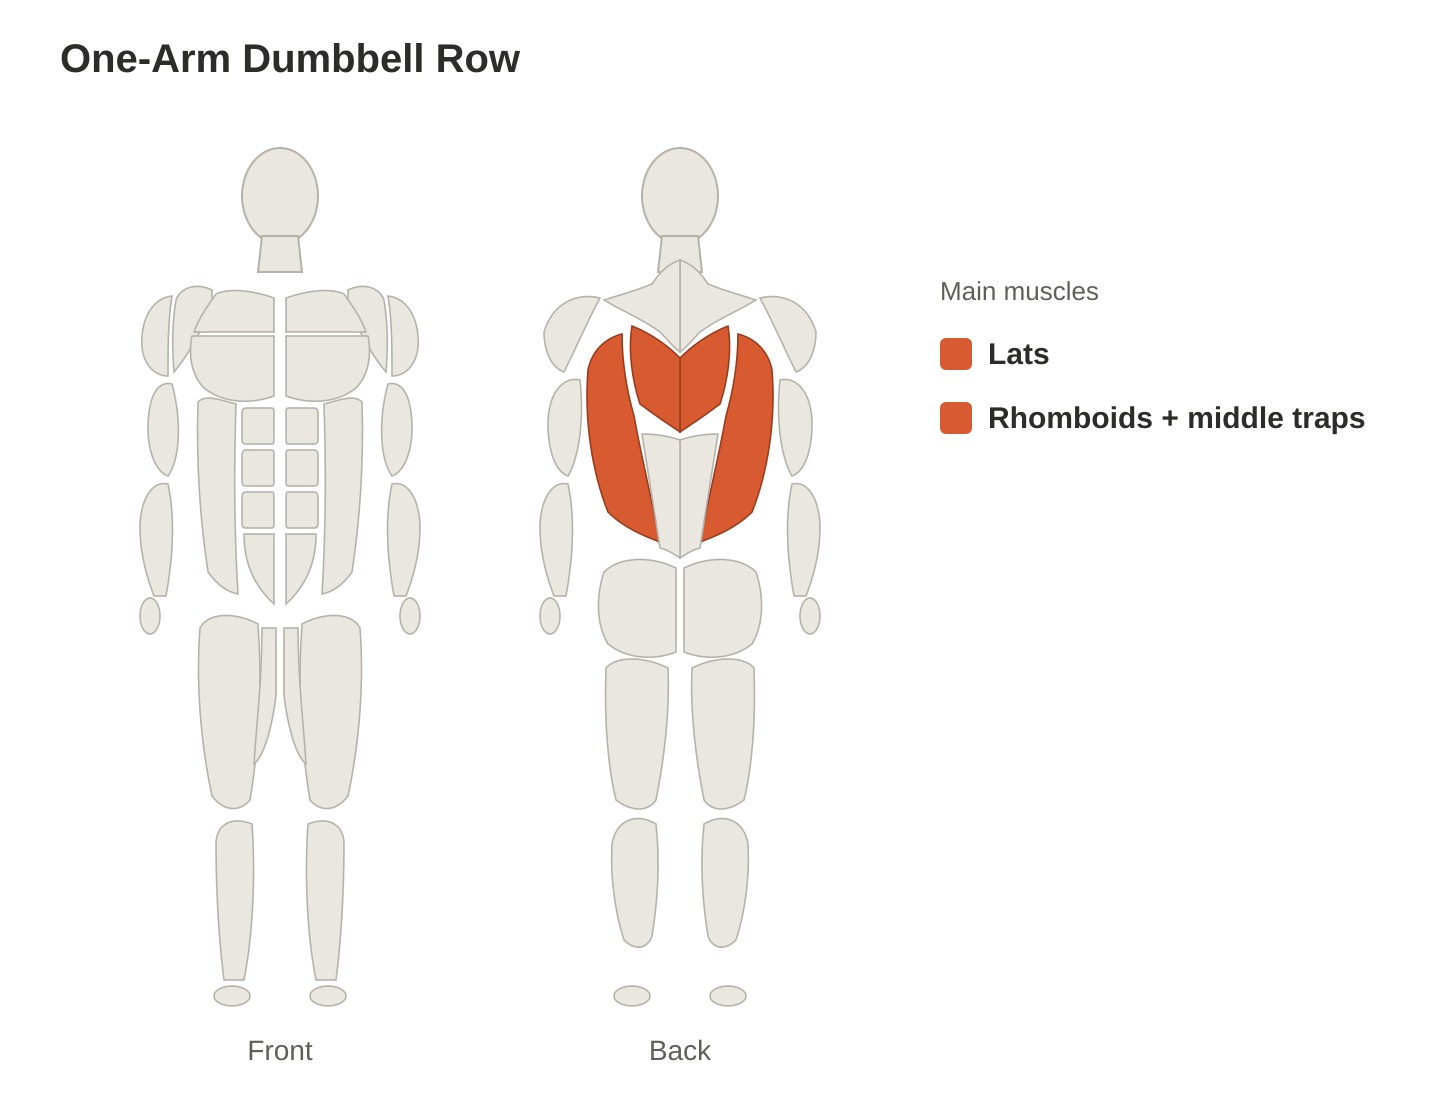 One-Arm Dumbbell Row
Main muscles
Lats
Rhomboids + middle traps
Front
Back